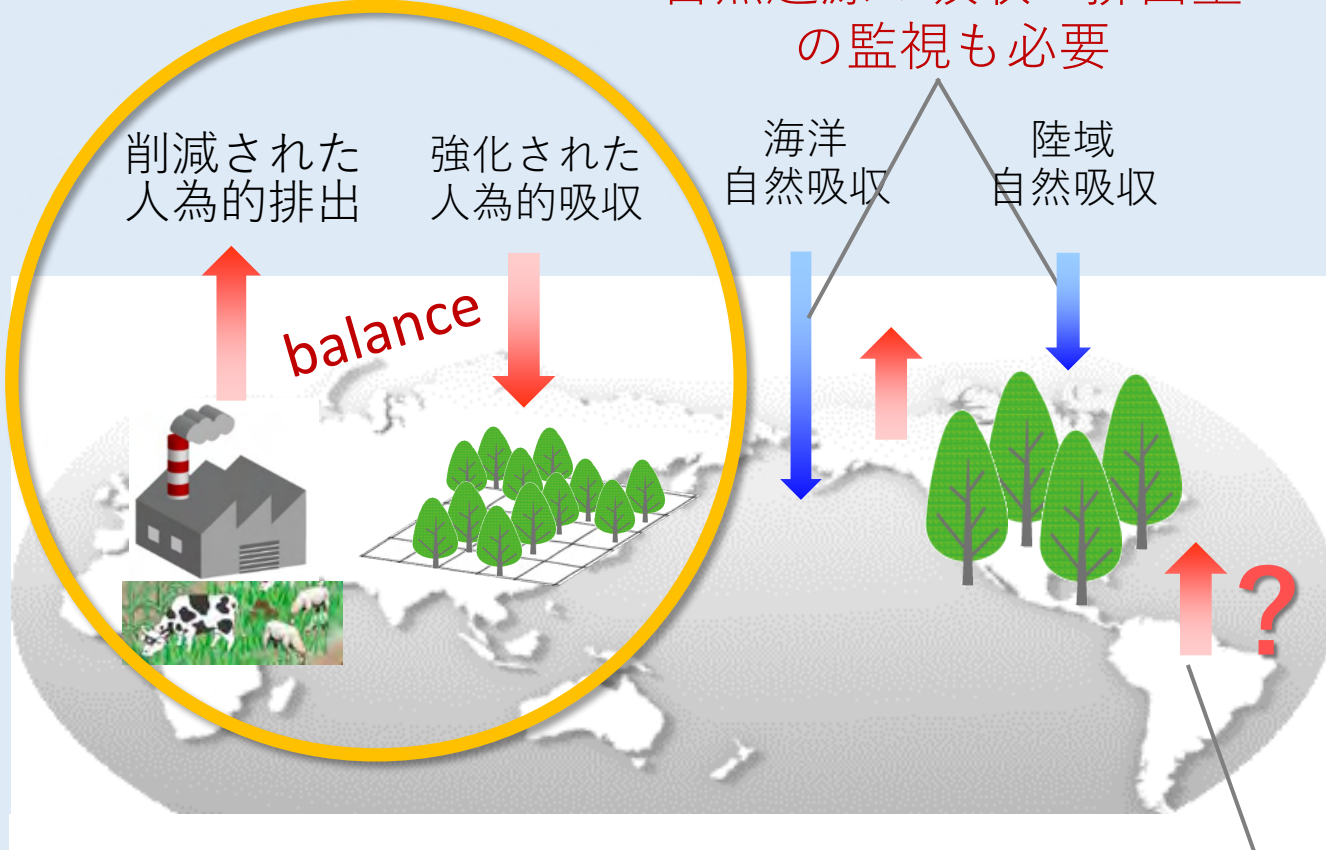 の監視も必要
削減された
人為的排出
強化された
人為的吸収
海洋
自然吸収
陸域
自然吸収
balance
?